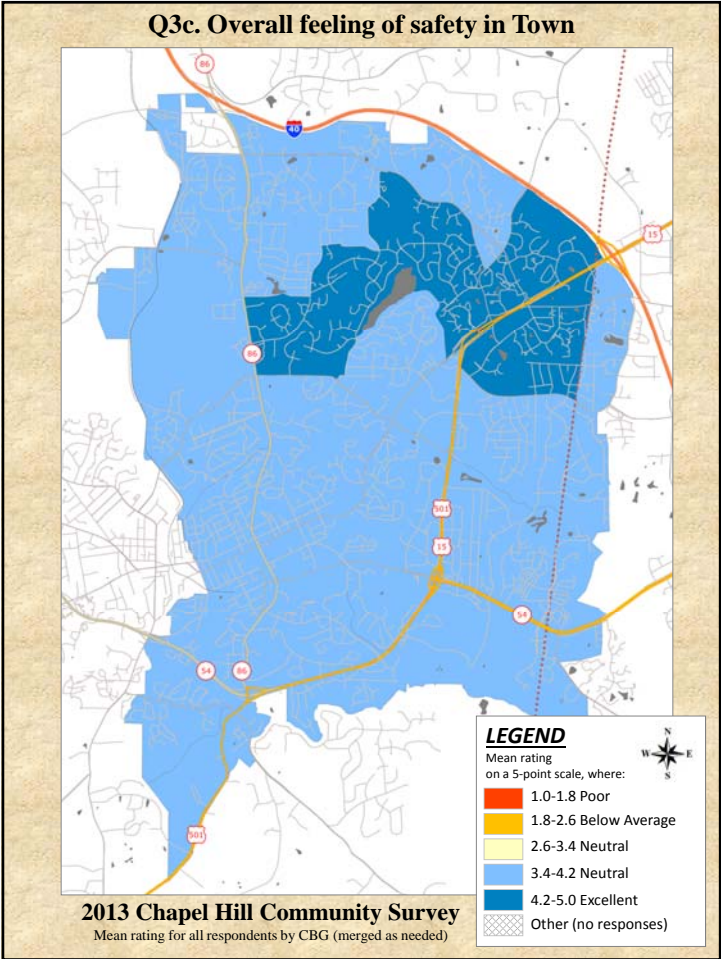 Q3c. Overall feeling of safety in Town
86
40
15
86
501
15
54
54
86
501
LEGEND
Mean rating
on a 5-point scale, where:
N
W E
S
1.0-1.8 Poor
1.8-2.6 Below Average
2.6-3.4 Neutral
3.4-4.2 Neutral
4.2-5.0 Excellent
Other (no responses)
2013 Chapel Hill Community Survey
Mean rating for all respondents by CBG (merged as needed)